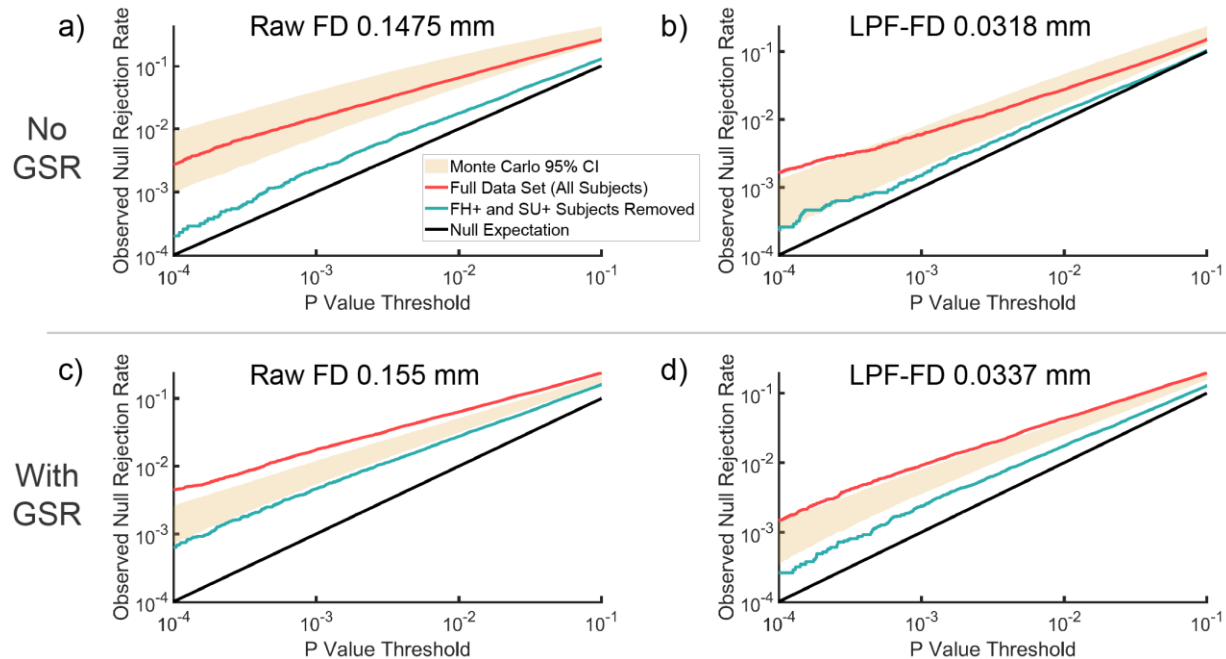 a) Raw FD 0.1475 mm
Observed Null Rejection Rate
10-1
10-2
10-3
10-4
10-4 10-3 10-2 10-1
P Value Threshold
b) LPF-FD 0.0318 mm
Observed Null Rejection Rate
10-1
10-2
10-3
10-4
10-4 10-3 10-2 10-1
P Value Threshold
No
GSR
Monte Carlo 95% CI
Full Data Set (All Subjects)
FH+ and SU+ Subjects Removed
Null Expectation
c) Raw FD 0.155 mm
Observed Null Rejection Rate
10-1
10-2
10-3
10-4
10-4 10-3 10-2 10-1
P Value Threshold
d) LPF-FD 0.0337 mm
Observed Null Rejection Rate
10-1
10-2
10-3
10-4
10-4 10-3 10-2 10-1
P Value Threshold
With
GSR